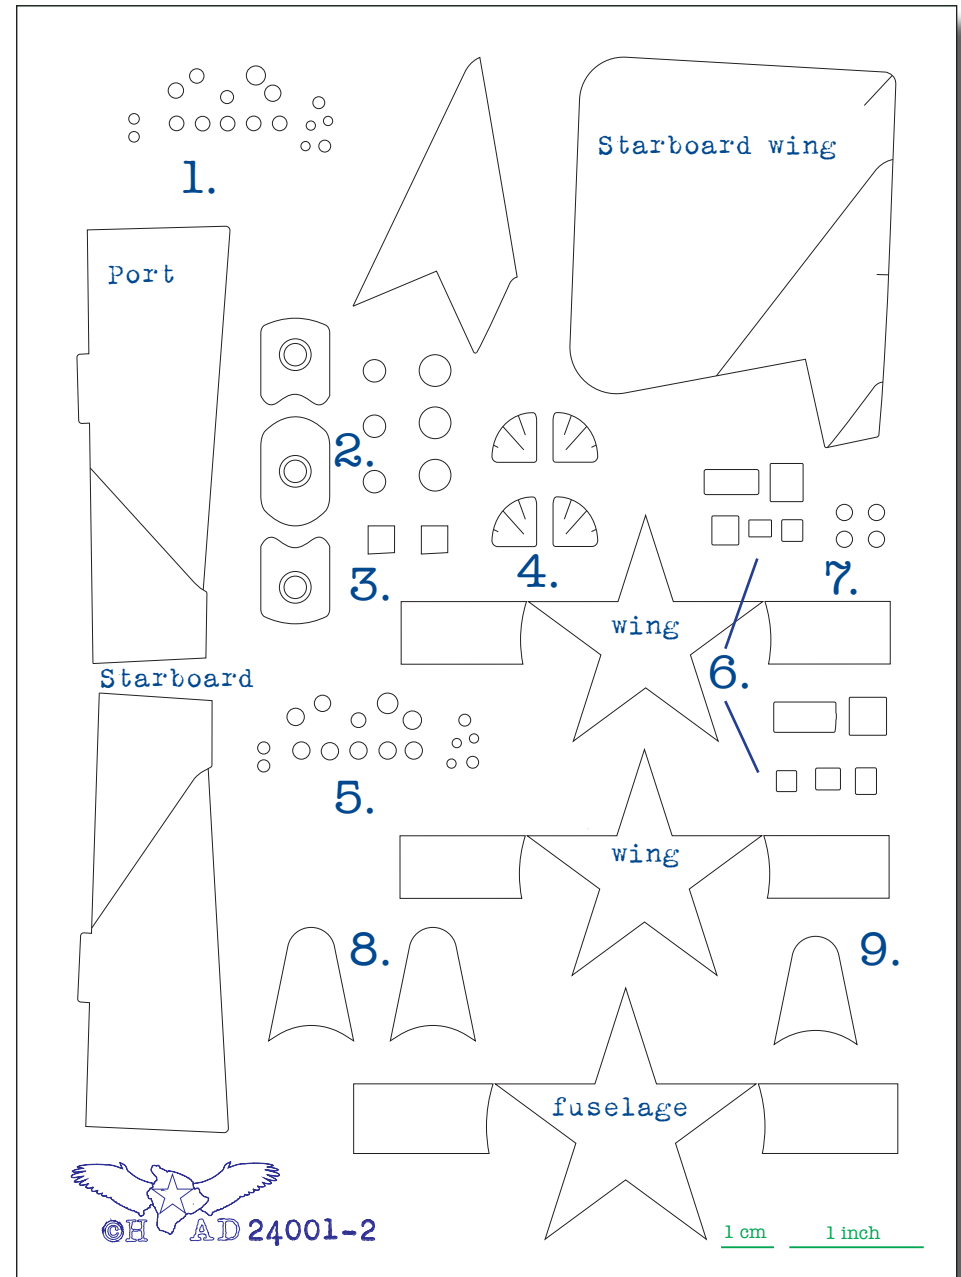 Starboard wing
1.
Port
2.
3.
4.
7.
wing
6.
Starboard
5.
wing
8.
9.
fuselage
©H AD 24001-2
1 cm
1 inch